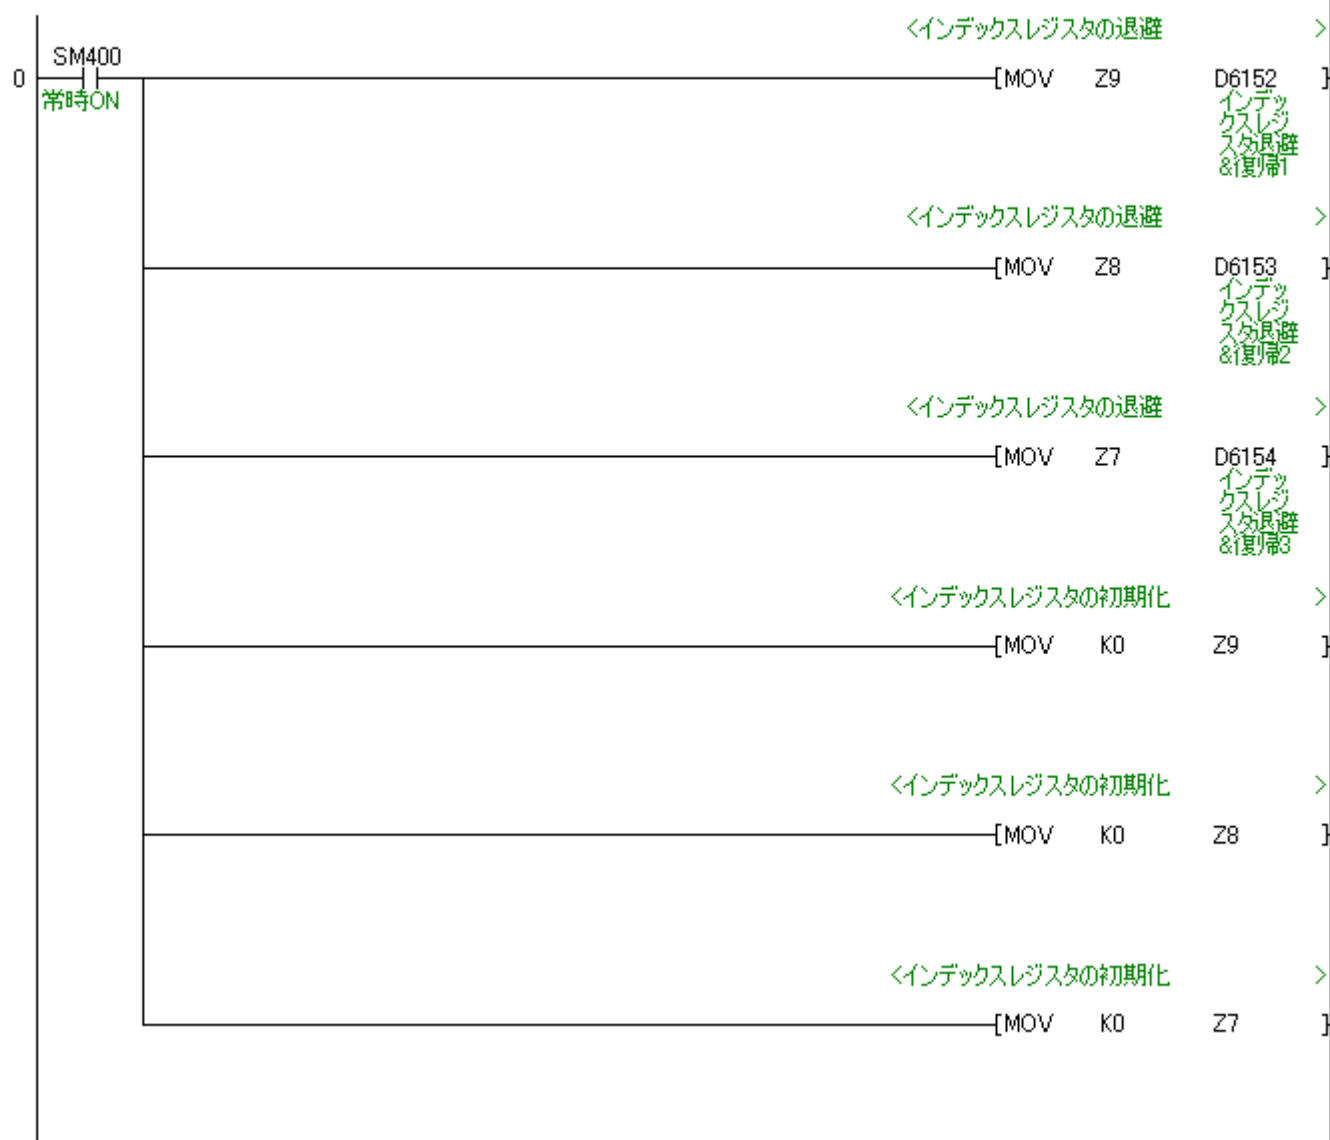 <インデックスレジスタの退避 >
SM400
0 [MOV Z9 D6152 ]
常時ON
インデッ
クスレジ
スタ退避
&復帰1
<インデックスレジスタの退避 >
[MOV Z8 D6153 ]
インデッ
クスレジ
スタ退避
&復帰2
<インデックスレジスタの退避 >
[MOV Z7 D6154 ]
インデッ
クスレジ
スタ退避
&復帰3
<インデックスレジスタの初期化 >
[MOV K0 Z9 ]
<インデックスレジスタの初期化 >
[MOV K0 Z8 ]
<インデックスレジスタの初期化 >
[MOV K0 Z7 ]